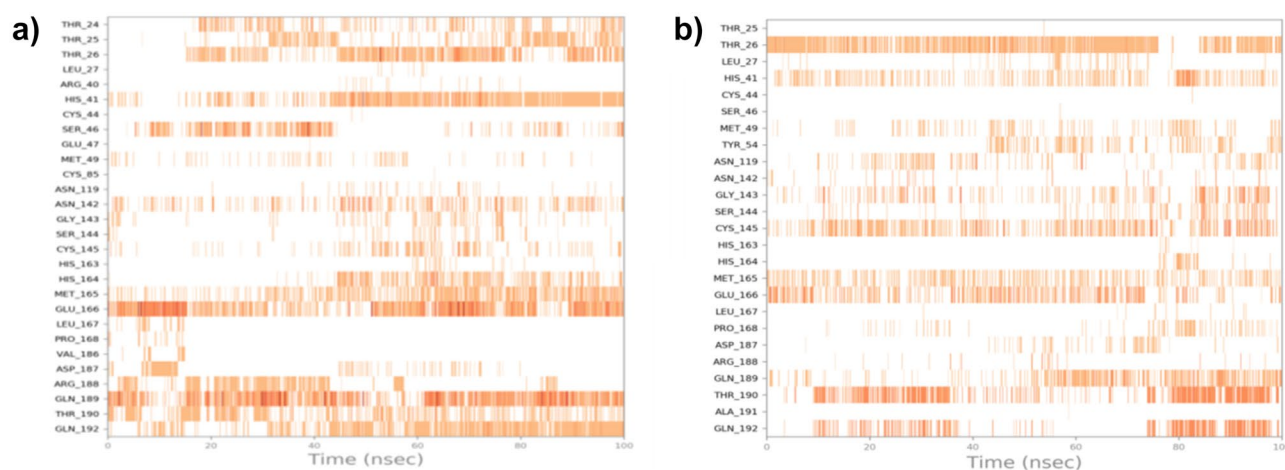 a)
THR_24
THR_25
THR_26
LEU_27
ARG_40
HIS_41
CYS_44
SER_46
GLU_47
MET_49
CYS_85
ASN_119
ASN_142
GLY_143
SER_144
CYS_145
HIS_163
HIS_164
MET_165
GLU_166
LEU_167
PRO_168
VAL_186
ASP_187
ARG_188
GLN_189
THR_190
GLN_192
0 20 40 60 80 100
Time (nsec)
b)
THR_25
THR_26
LEU_27
HIS_41
CYS_44
SER_46
MET_49
TYR_54
ASN_119
ASN_142
GLY_143
SER_144
CYS_145
HIS_163
HIS_164
MET_165
GLU_166
LEU_167
PRO_168
ASP_187
ARG_188
GLN_189
THR_190
ALA_191
GLN_192
0 20 40 60 80 100
Time (nsec)